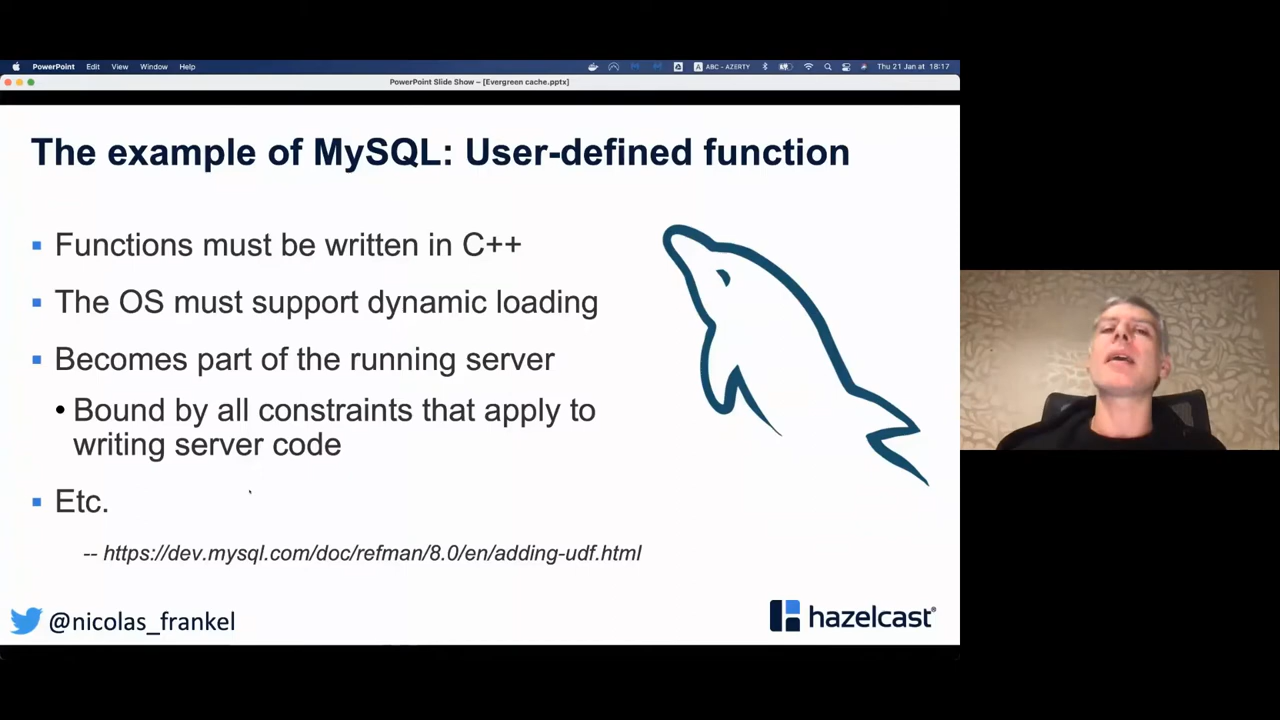 PowerPoint Edit View Window Help ABC - AZERTY Thu 21 Jan at 18:17
PowerPoint Slide Show – [Evergreen cache.pptx]
The example of MySQL: User-defined function
Functions must be written in C++
The OS must support dynamic loading
Becomes part of the running server
Bound by all constraints that apply to
writing server code
Etc.
-- https://dev.mysql.com/doc/refman/8.0/en/adding-udf.html
@nicolas_frankel
hazelcast®